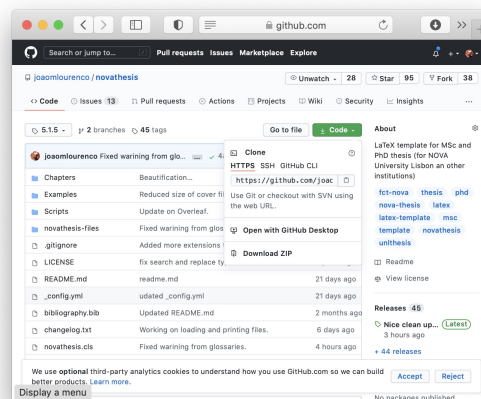 github.com
Search or jump to... / Pull requests Issues Marketplace Explore
joaomlourenco / novathesis
Unwatch 28 Star 95 Fork 38
Code Issues 13 Pull requests Actions Projects Wiki Security Insights ...
5.1.5 2 branches 45 tags Go to file Code
About
joaomlourenco Fixed warining from glo... ...
Clone
HTTPS SSH GitHub CLI
https://github.com/joac
Use Git or checkout with SVN using
the web URL.
Open with GitHub Desktop
Download ZIP
Chapters Beautification...
Examples Reduced size of cover fil
Scripts Update on Overleaf.
novathesis-files Fixed warining from glos
.gitignore Added more extensions
LICENSE fix search and replace ty
README.md readme.md 21 days ago
_config.yml udated _config.yml 21 days ago
bibliography.bib Updated README.md 2 months ago
changelog.txt Working on loading and printing files. 6 days ago
novathesis.cls Fixed warining from glossaries. 4 hours ago
LaTeX template for MSc and
PhD thesis (for NOVA
University Lisbon an other
institutions)
fct-nova thesis phd
nova-thesis latex
latex-template msc
template novathesis
unlthesis
Readme
View license
Releases 45
Nice clean up... Latest
3 hours ago
+ 44 releases
We use optional third-party analytics cookies to understand how you use GitHub.com so we can build
better products. Learn more.
Accept Reject
Display a menu
No packages published